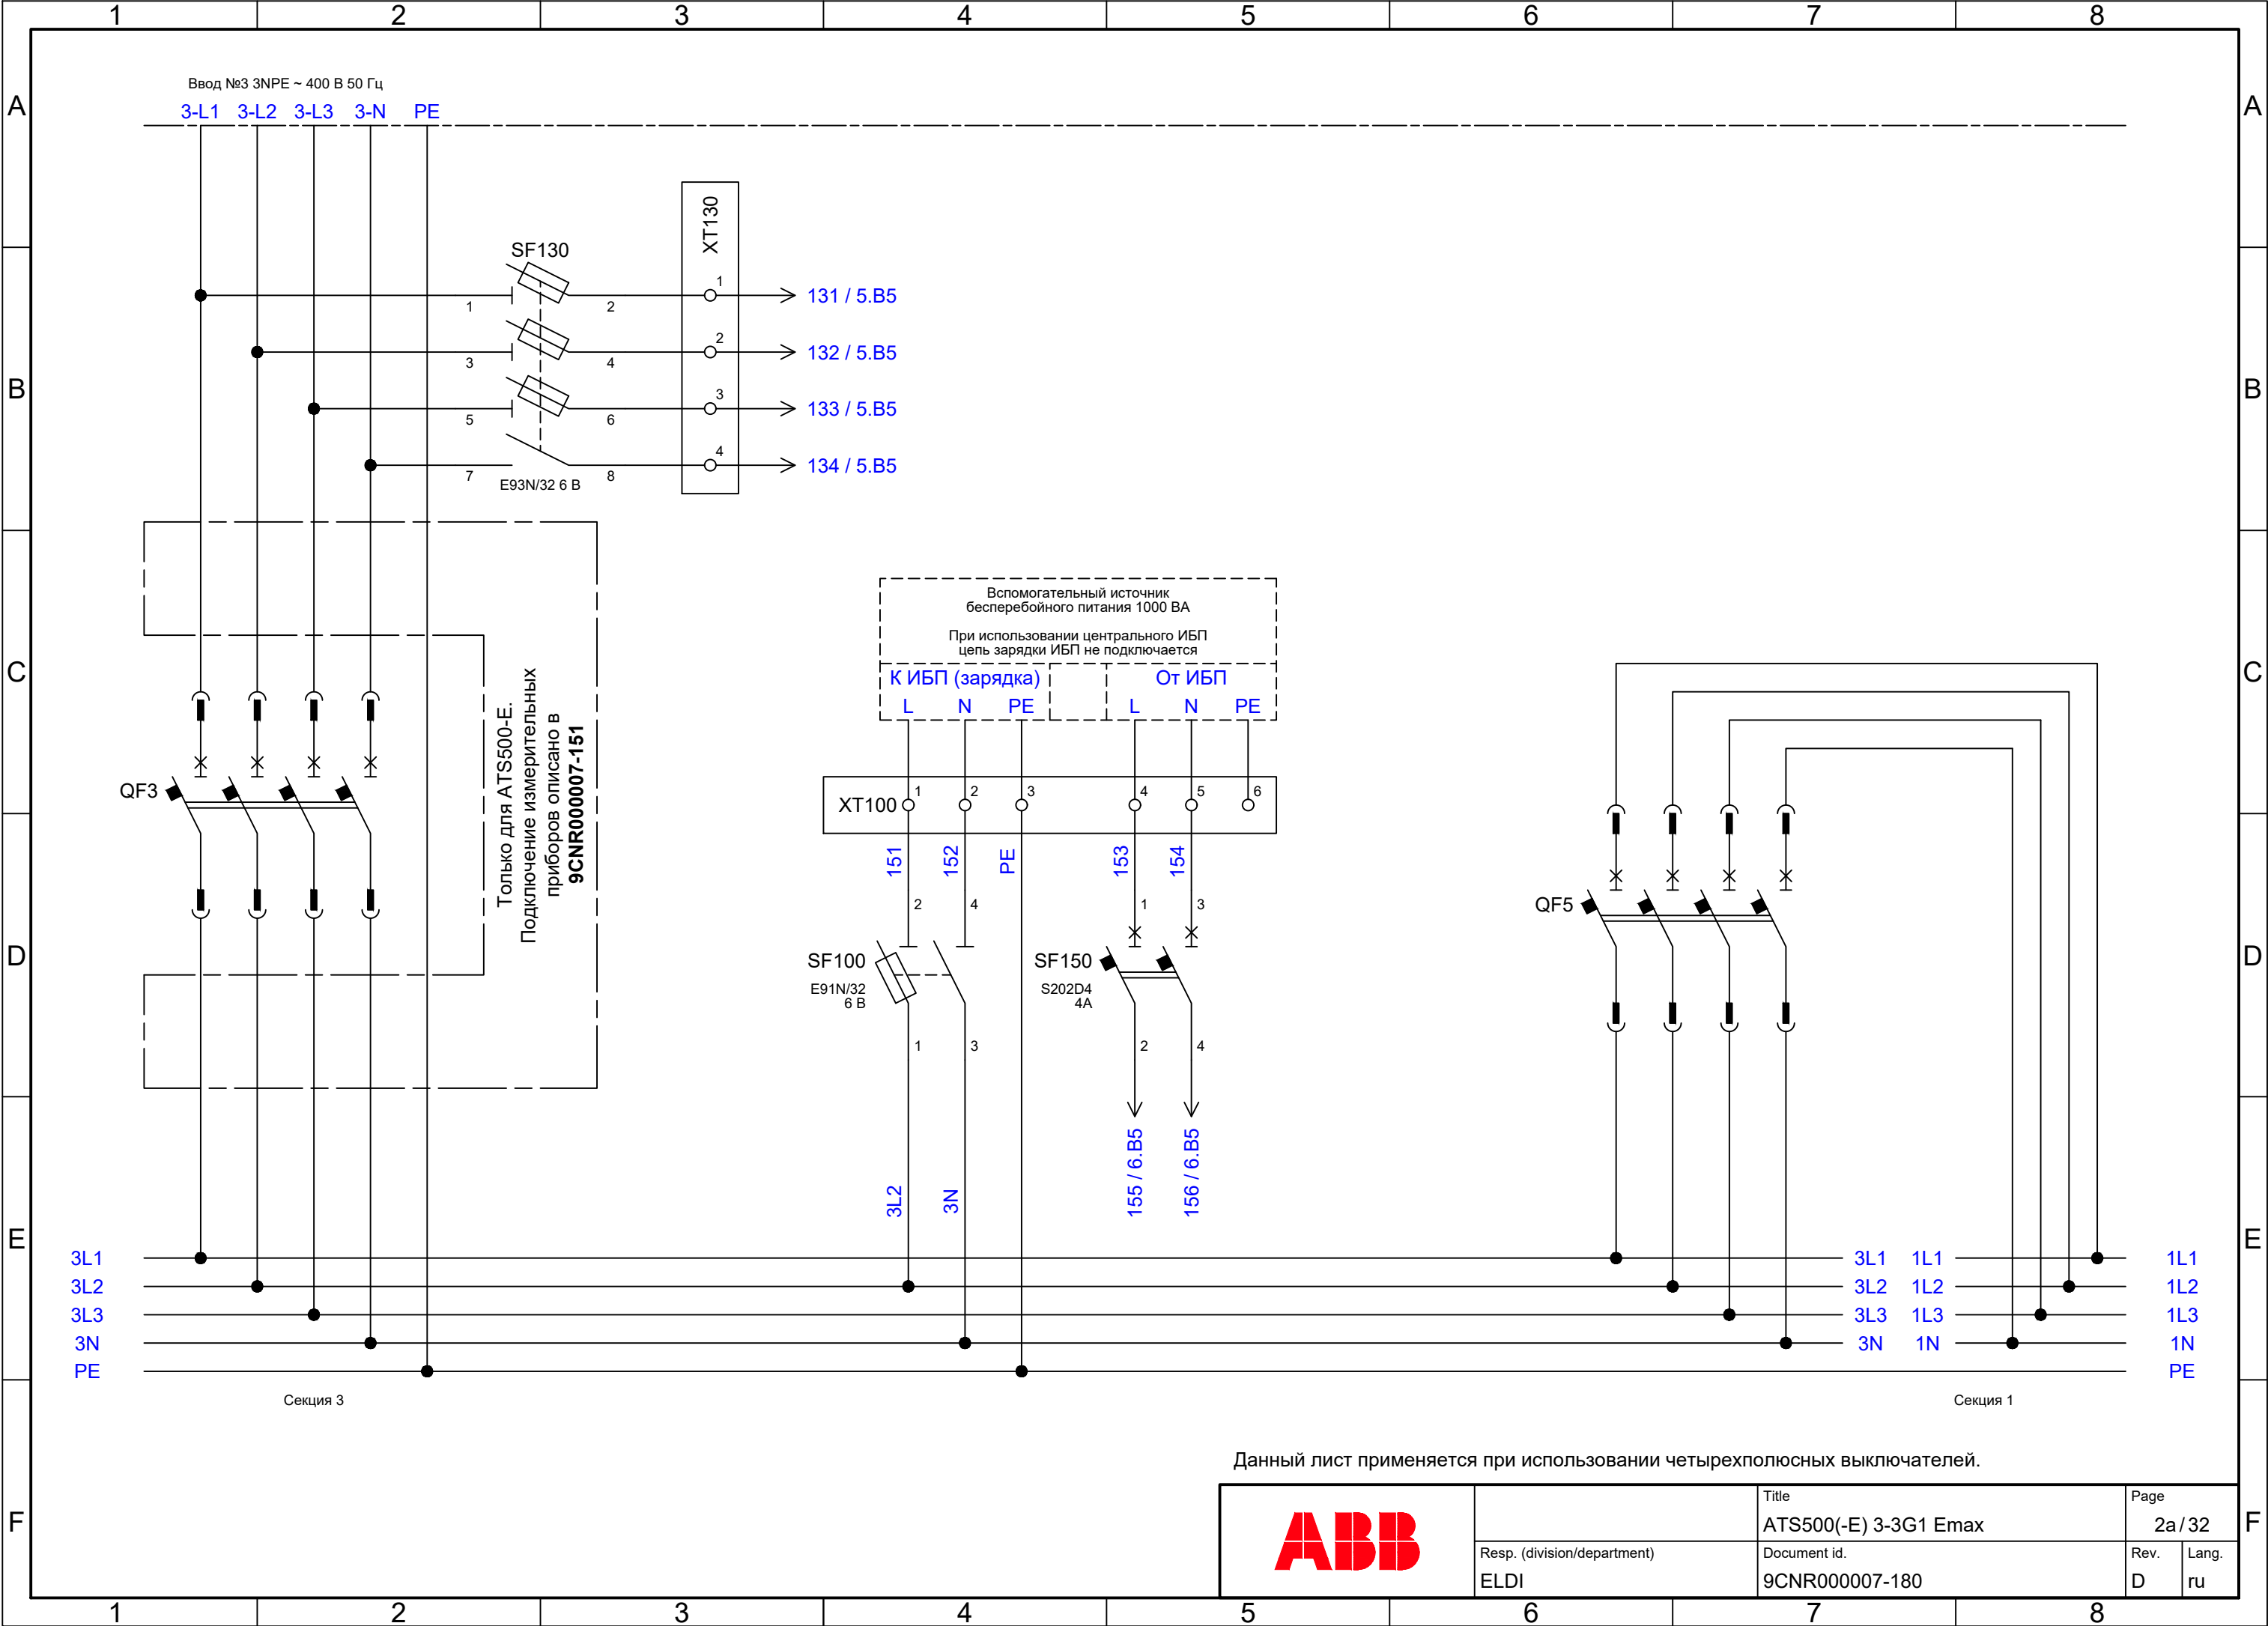 1 2 3 4 5 6 7 8
A A
Ввод №3 3NPE ~ 400 В 50 Гц
3-L1 3-L2 3-L3 3-N PE
XT130
SF130
1 2 1 131 / 5.B5
3 4 2 132 / 5.B5
B B
5 6 3 133 / 5.B5
7 8 4 134 / 5.B5
E93N/32 6 В
Вспомогательный источник
бесперебойного питания 1000 ВА
При использовании центрального ИБП
цепь зарядки ИБП не подключается
C C
К ИБП (зарядка) От ИБП
L N PE L N PE
Только для ATS500-E.
Подключение измерительных
приборов описано в
9CNR000007-151
QF3
XT100 1 2 3 4 5 6
151 152 PE 153 154
2 4 1 3
QF5
D D
SF100 SF150
E91N/32 S202D4
6 В 4А
1 3 2 4
3L2 3N 155 / 6.B5 156 / 6.B5
E E
3L1 3L1 1L1 1L1
3L2 3L2 1L2 1L2
3L3 3L3 1L3 1L3
3N 3N 1N 1N
PE PE
Секция 3 Секция 1
Данный лист применяется при использовании четырехполюсных выключателей.
F F
ABB
Title
ATS500(-E) 3-3G1 Emax
Page
2a/32
Resp. (division/department)
ELDI
Document id.
9CNR000007-180
Rev.
D
Lang.
ru
1 2 3 4 5 6 7 8